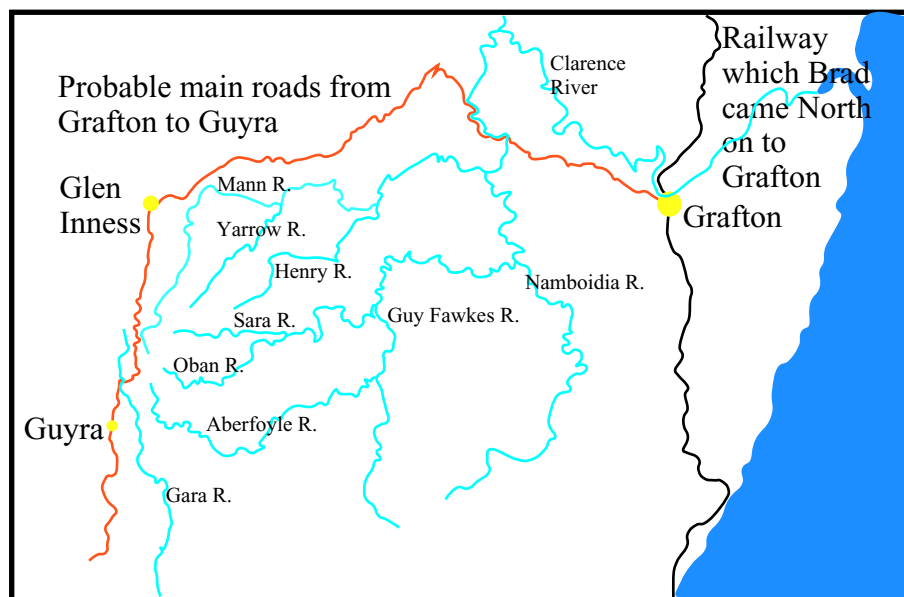 Probable main roads from
Grafton to Guyra
Clarence
River
Railway
which Brad
came North
on to
Grafton
Glen
Inness
Mann R.
Yarrow R.
Henry R.
Grafton
Namboidia R.
Sara R.
Guy Fawkes R.
Oban R.
Guyra
Aberfoyle R.
Gara R.